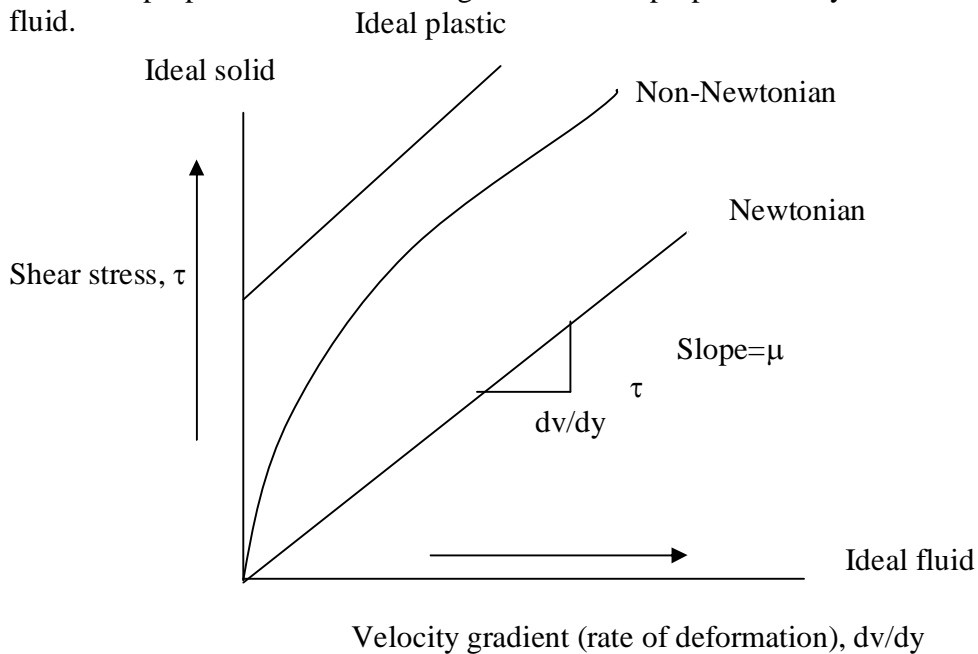 fluid.
Ideal plastic
Ideal solid
Non-Newtonian
Newtonian
Shear stress, τ
Slope=μ
τ
dv/dy
Ideal fluid
Velocity gradient (rate of deformation), dv/dy